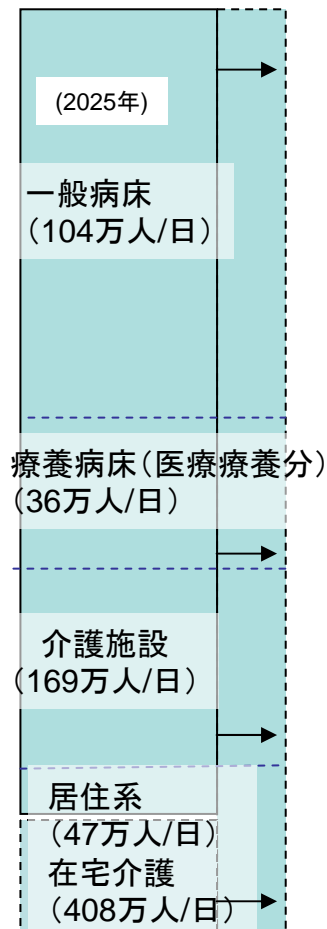 (2025年)
一般病床
（104万人/日）
療養病床（医療療養分）
（36万人/日）
介護施設
（169万人/日）
居住系
（47万人/日）
在宅介護
（408万人/日）